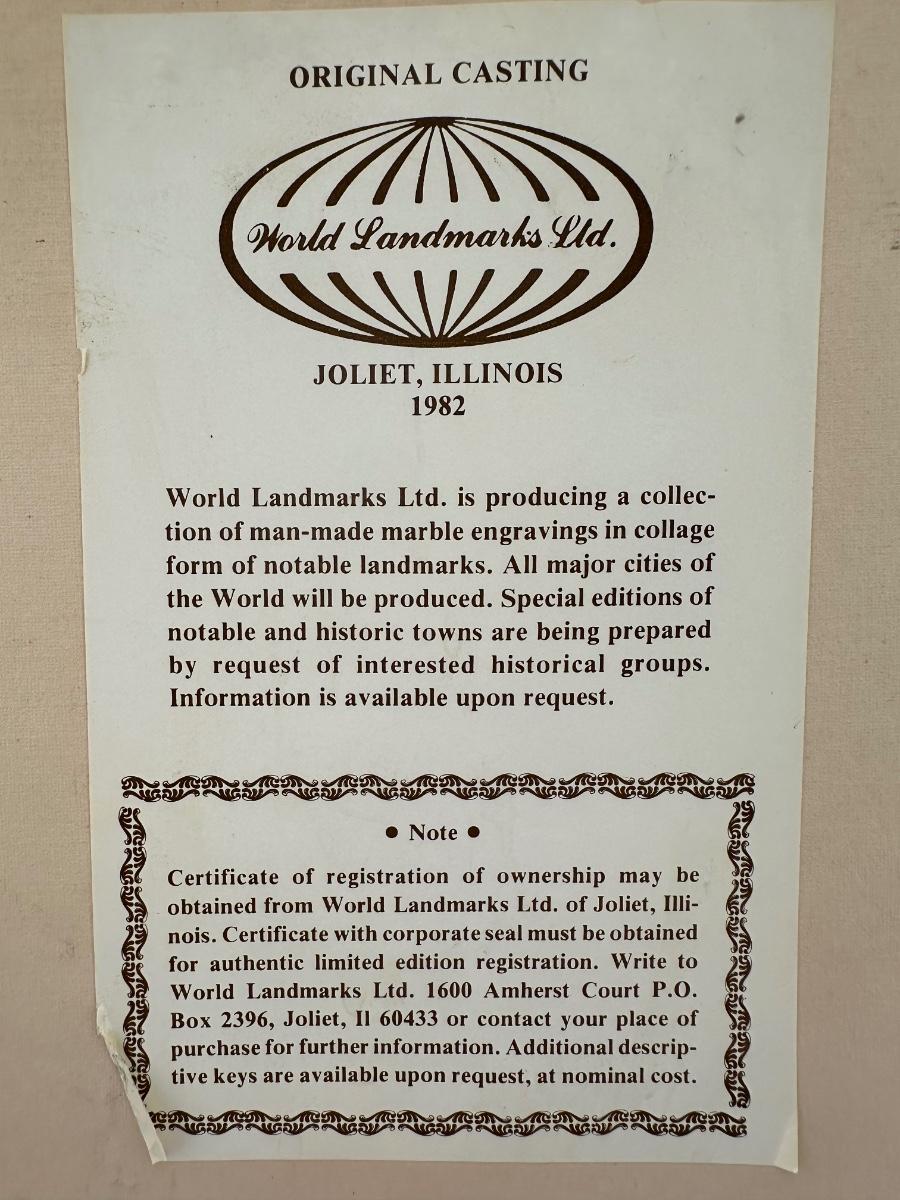 ORIGINAL CASTING
World Landmarks Ltd.
JOLIET, ILLINOIS
1982
World Landmarks Ltd. is producing a collec-
tion of man-made marble engravings in collage
form of notable landmarks. All major cities of
the World will be produced. Special editions of
notable and historic towns are being prepared
by request of interested historical groups.
Information is available upon request.
● Note ●
Certificate of registration of ownership may be
obtained from World Landmarks Ltd. of Joliet, Illi-
nois. Certificate with corporate seal must be obtained
for authentic limited edition registration. Write to
World Landmarks Ltd. 1600 Amherst Court P.O.
Box 2396, Joliet, Il 60433 or contact your place of
purchase for further information. Additional descrip-
tive keys are available upon request, at nominal cost.